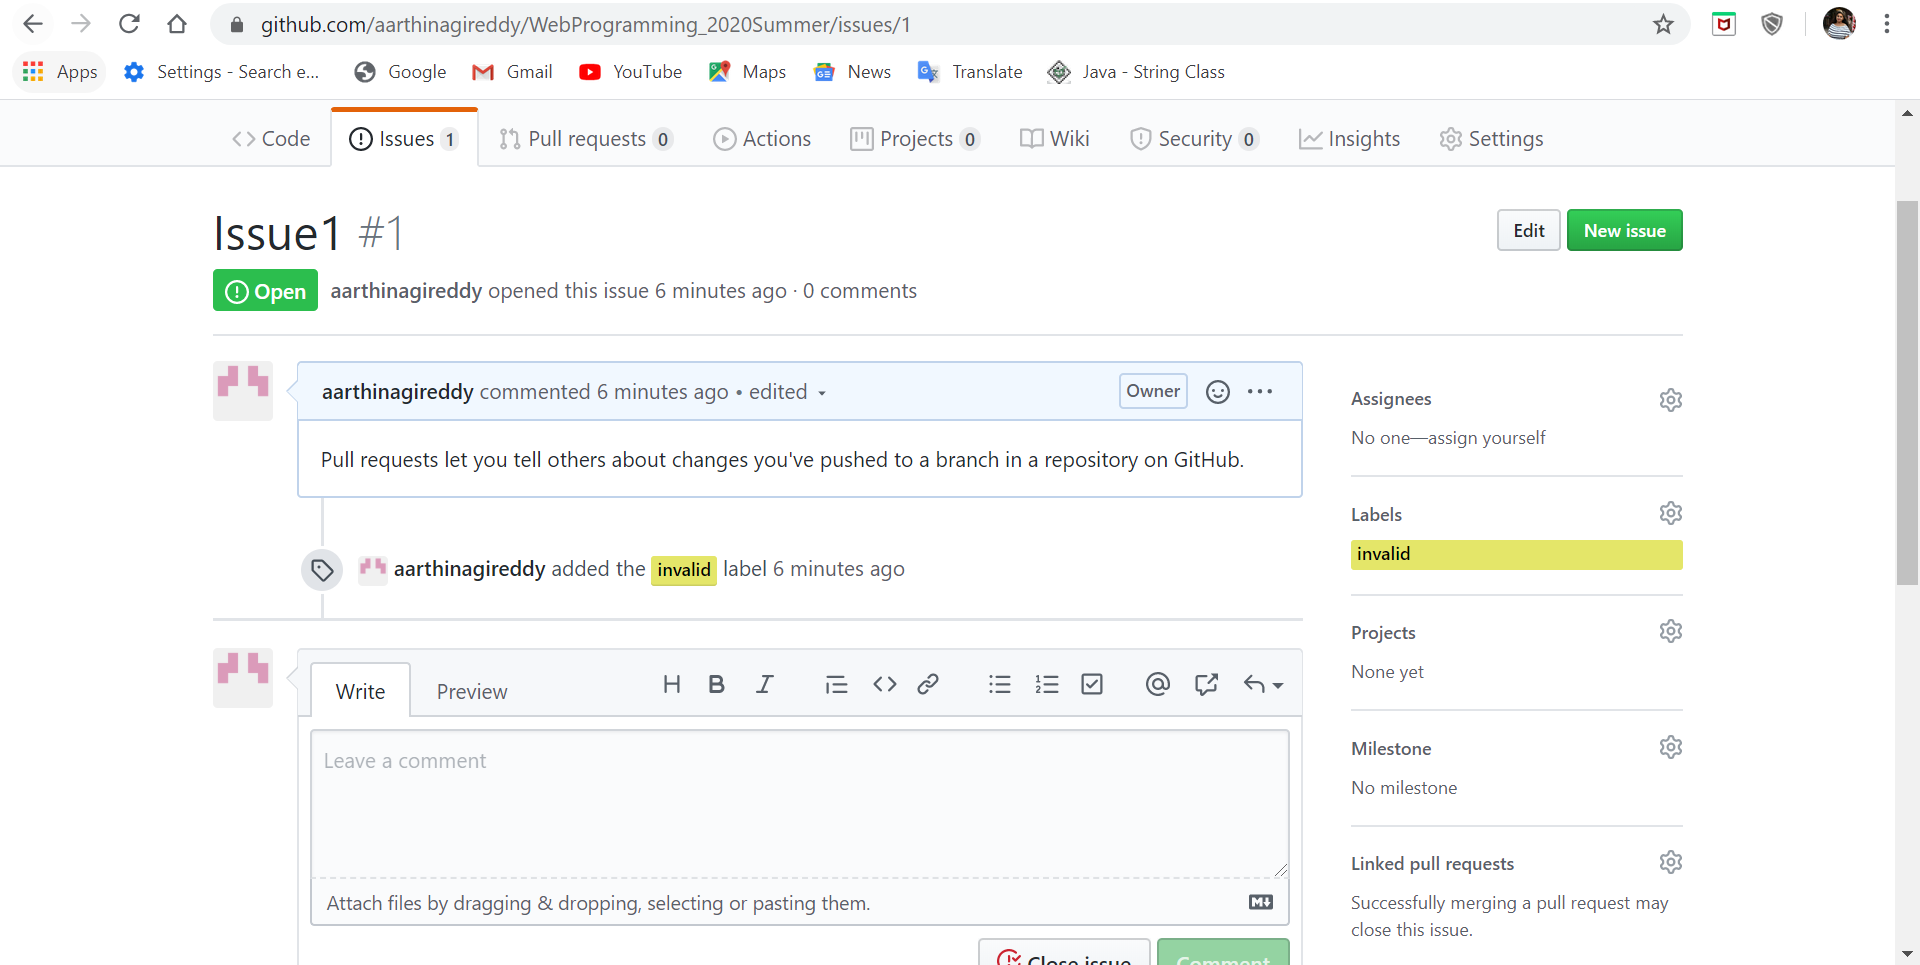 github.com/aarthinagireddy/WebProgramming_2020Summer/issues/1
Apps Settings - Search e... Google Gmail YouTube Maps News Translate Java - String Class
Code Issues 1 Pull requests 0 Actions Projects 0 Wiki Security 0 Insights Settings
Issue1 #1 Edit New issue
Open aarthinagireddy opened this issue 6 minutes ago · 0 comments
aarthinagireddy commented 6 minutes ago • edited Owner
Pull requests let you tell others about changes you've pushed to a branch in a repository on GitHub.
aarthinagireddy added the invalid label 6 minutes ago
Write Preview
Leave a comment
Attach files by dragging & dropping, selecting or pasting them.
Close issue Comment
Assignees
No one—assign yourself
Labels
invalid
Projects
None yet
Milestone
No milestone
Linked pull requests
Successfully merging a pull request may
close this issue.